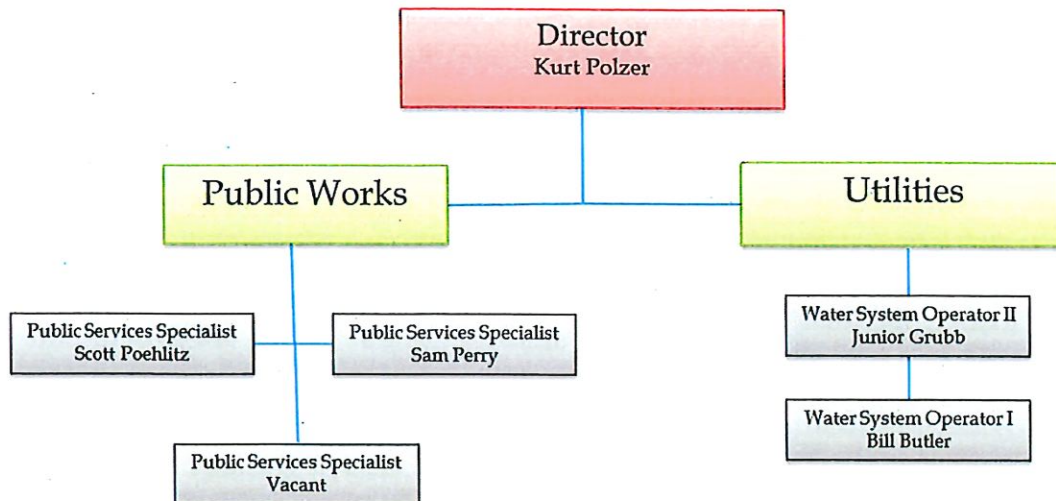 Director
Kurt Polzer
Public Works
Utilities
Public Services Specialist
Scott Poehlitz
Public Services Specialist
Sam Perry
Water System Operator II
Junior Grubb
Water System Operator I
Bill Butler
Public Services Specialist
Vacant